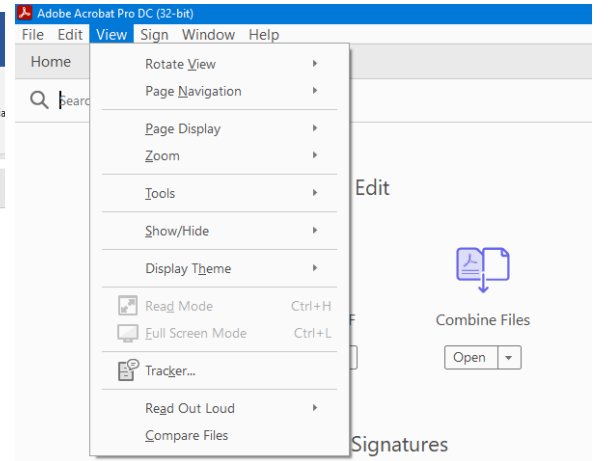 Adobe Acrobat Pro DC (32-bit)
File Edit View Sign Window Help
Home
Rotate View
Page Navigation
Page Display
Zoom
Tools
Edit
Show/Hide
Display Theme
Read Mode Ctrl+H
Combine Files
Full Screen Mode Ctrl+L
Open
Tracker...
Read Out Loud
Compare Files
Signatures